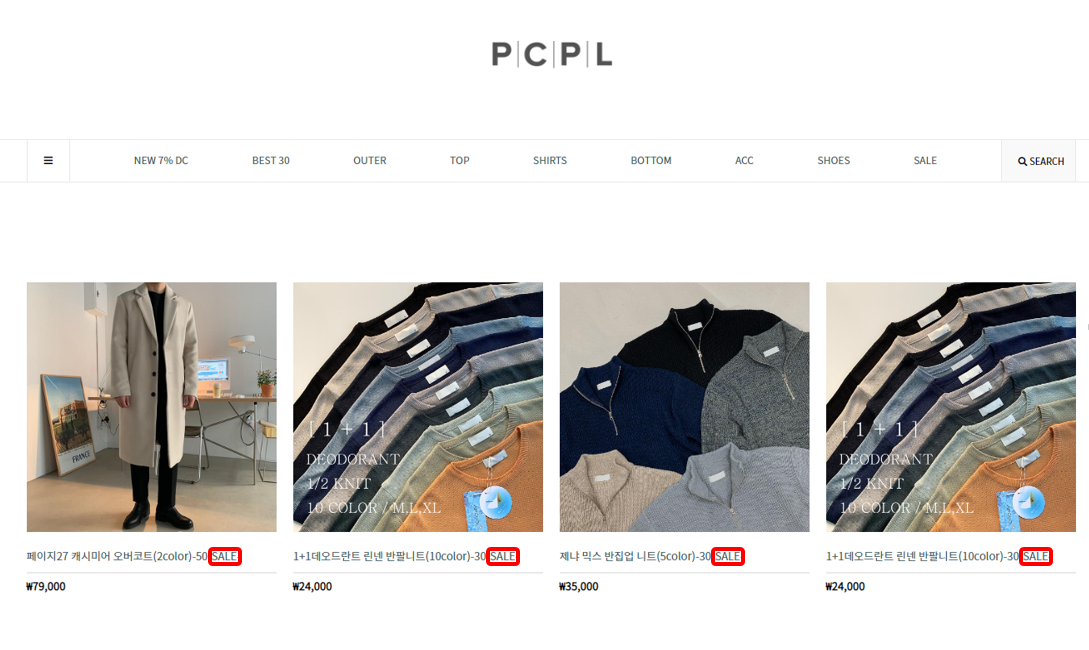 P|C|P|L
NEW 7% DC BEST 30 OUTER TOP SHIRTS BOTTOM ACC SHOES SALE SEARCH
FRANCE
[ 1 + 1 ]
DEODORANT
1/2 KNIT
10 COLOR / M,L,XL
[ 1 + 1 ]
DEODORANT
1/2 KNIT
10 COLOR / M,L,XL
페이지27 캐시미어 오버코트(2color)-50 SALE
₩79,000
1+1데오드란트 린넨 반팔니트(10color)-30 SALE
₩24,000
제냐 믹스 반집업 니트(5color)-30 SALE
₩35,000
1+1데오드란트 린넨 반팔니트(10color)-30 SALE
₩24,000